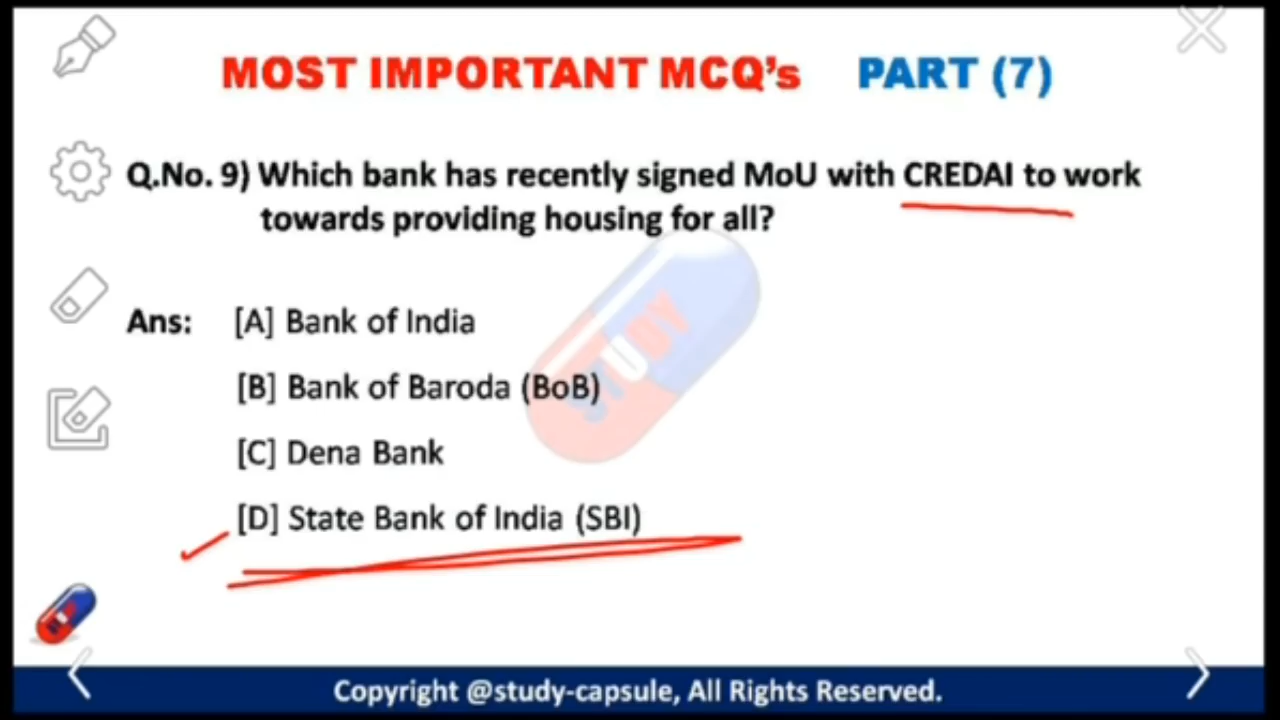 MOST IMPORTANT MCQ's PART (7)
Q.No. 9) Which bank has recently signed MoU with CREDAI to work
towards providing housing for all?
STUDY
Ans: [A] Bank of India
[B] Bank of Baroda (BoB)
[C] Dena Bank
[D] State Bank of India (SBI)
Copyright @study-capsule, All Rights Reserved.